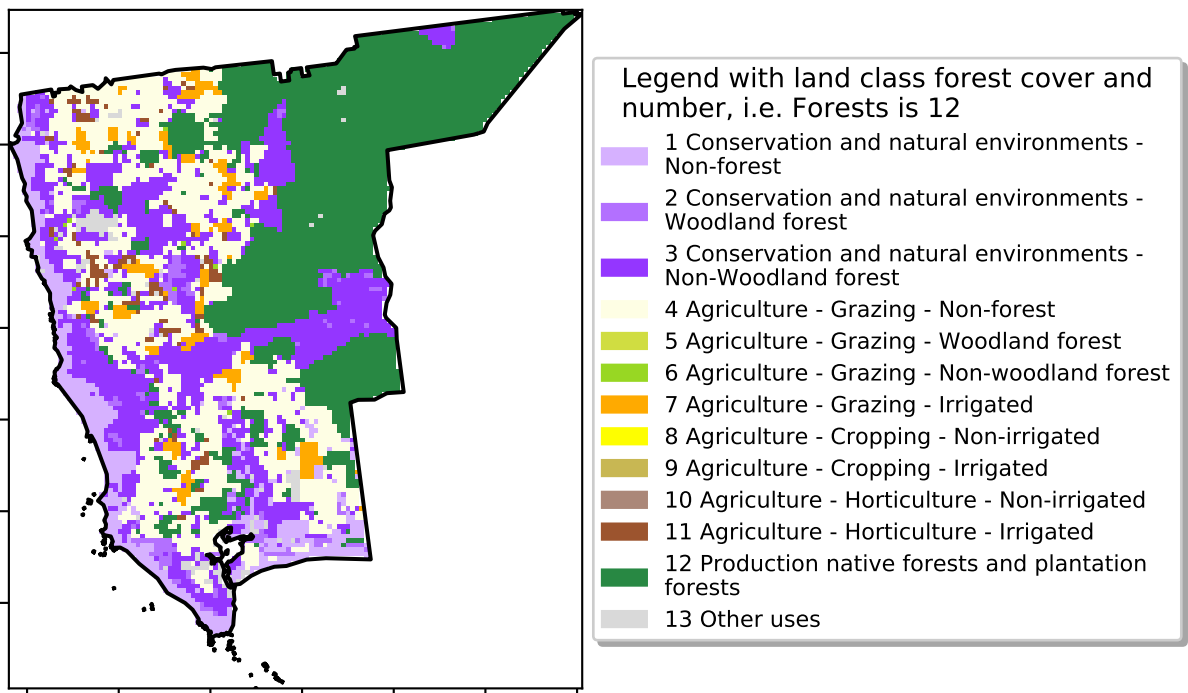 Legend with land class forest cover and
number, i.e. Forests is 12
1 Conservation and natural environments -
Non-forest
2 Conservation and natural environments -
Woodland forest
3 Conservation and natural environments -
Non-Woodland forest
4 Agriculture - Grazing - Non-forest
5 Agriculture - Grazing - Woodland forest
6 Agriculture - Grazing - Non-woodland forest
7 Agriculture - Grazing - Irrigated
8 Agriculture - Cropping - Non-irrigated
9 Agriculture - Cropping - Irrigated
10 Agriculture - Horticulture - Non-irrigated
11 Agriculture - Horticulture - Irrigated
12 Production native forests and plantation
forests
13 Other uses